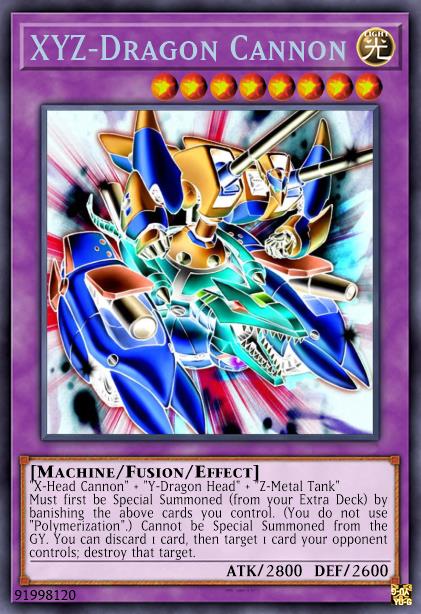 XYZ-Dragon Cannon
LIGHT
光
[Machine/Fusion/Effect]
"X-Head Cannon" + "Y-Dragon Head" + "Z-Metal Tank"
Must first be Special Summoned (from your Extra Deck) by
banishing the above cards you control. (You do not use
"Polymerization".) Cannot be Special Summoned from the
GY. You can discard 1 card, then target 1 card your opponent
controls; destroy that target.
ATK/2800 DEF/2600
91998120